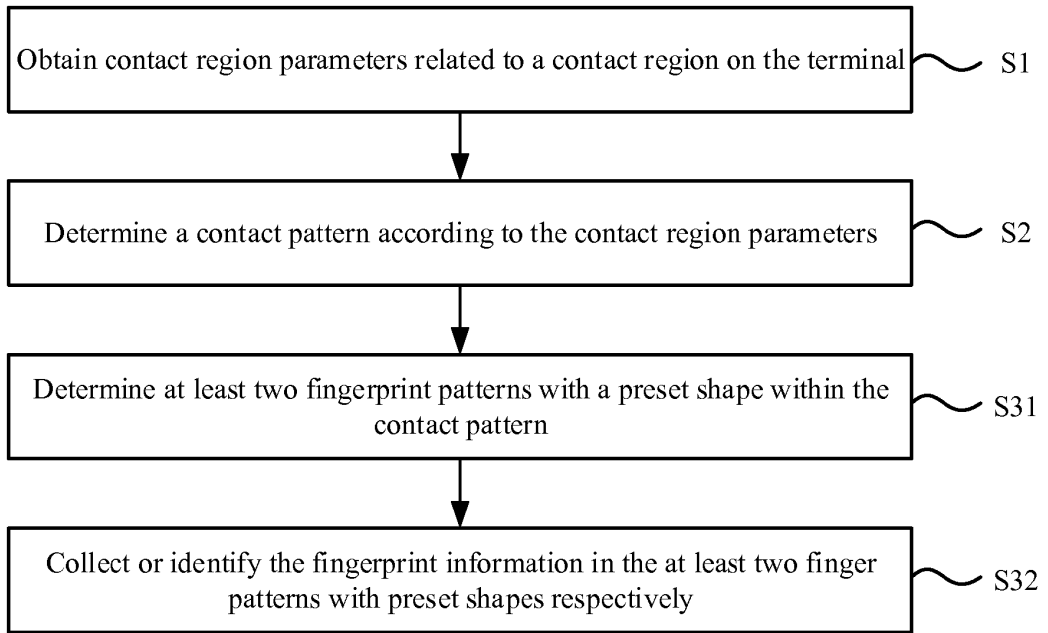 Obtain contact region parameters related to a contact region on the terminal
S1
Determine a contact pattern according to the contact region parameters
S2
Determine at least two fingerprint patterns with a preset shape within the
contact pattern
S31
Collect or identify the fingerprint information in the at least two finger
patterns with preset shapes respectively
S32